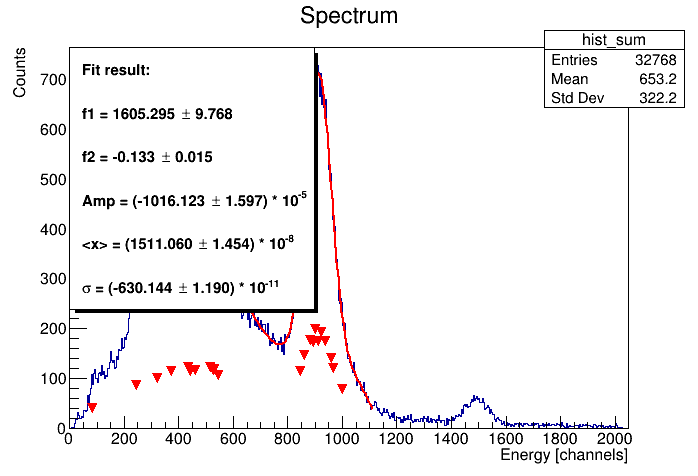 Spectrum
hist_sum
Entries 32768
Mean 653.2
Std Dev 322.2
Counts
700
600
500
400
300
200
100
0
Fit result:
f1 = 1605.295 ± 9.768
f2 = -0.133 ± 0.015
Amp = (-1016.123 ± 1.597) * 10^-5
<x> = (1511.060 ± 1.454) * 10^-8
σ = (-630.144 ± 1.190) * 10^-11
0 200 400 600 800 1000 1200 1400 1600 1800 2000
Energy [channels]